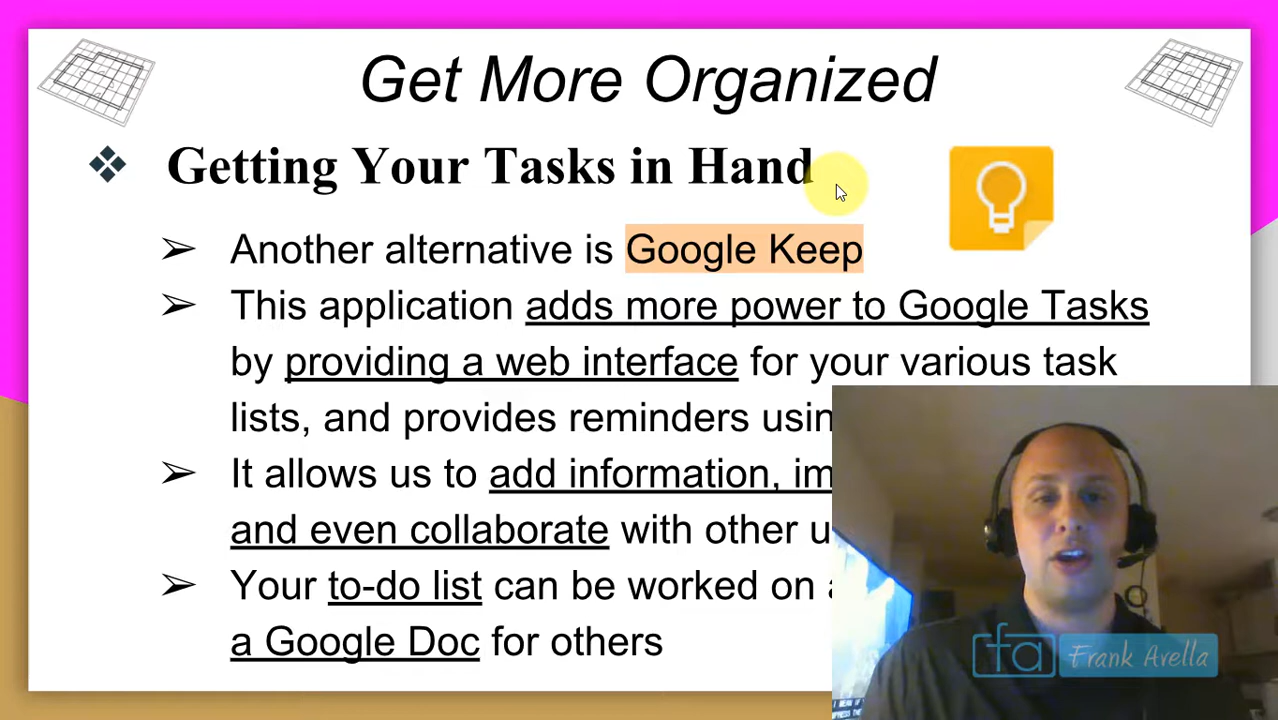 Get More Organized
Getting Your Tasks in Hand
Another alternative is Google Keep
This application adds more power to Google Tasks
by providing a web interface for your various task
lists, and provides reminders
It allows us to add information,
and even collaborate with other
Your to-do list can be worked on
a Google Doc for others
fa Frank Avella